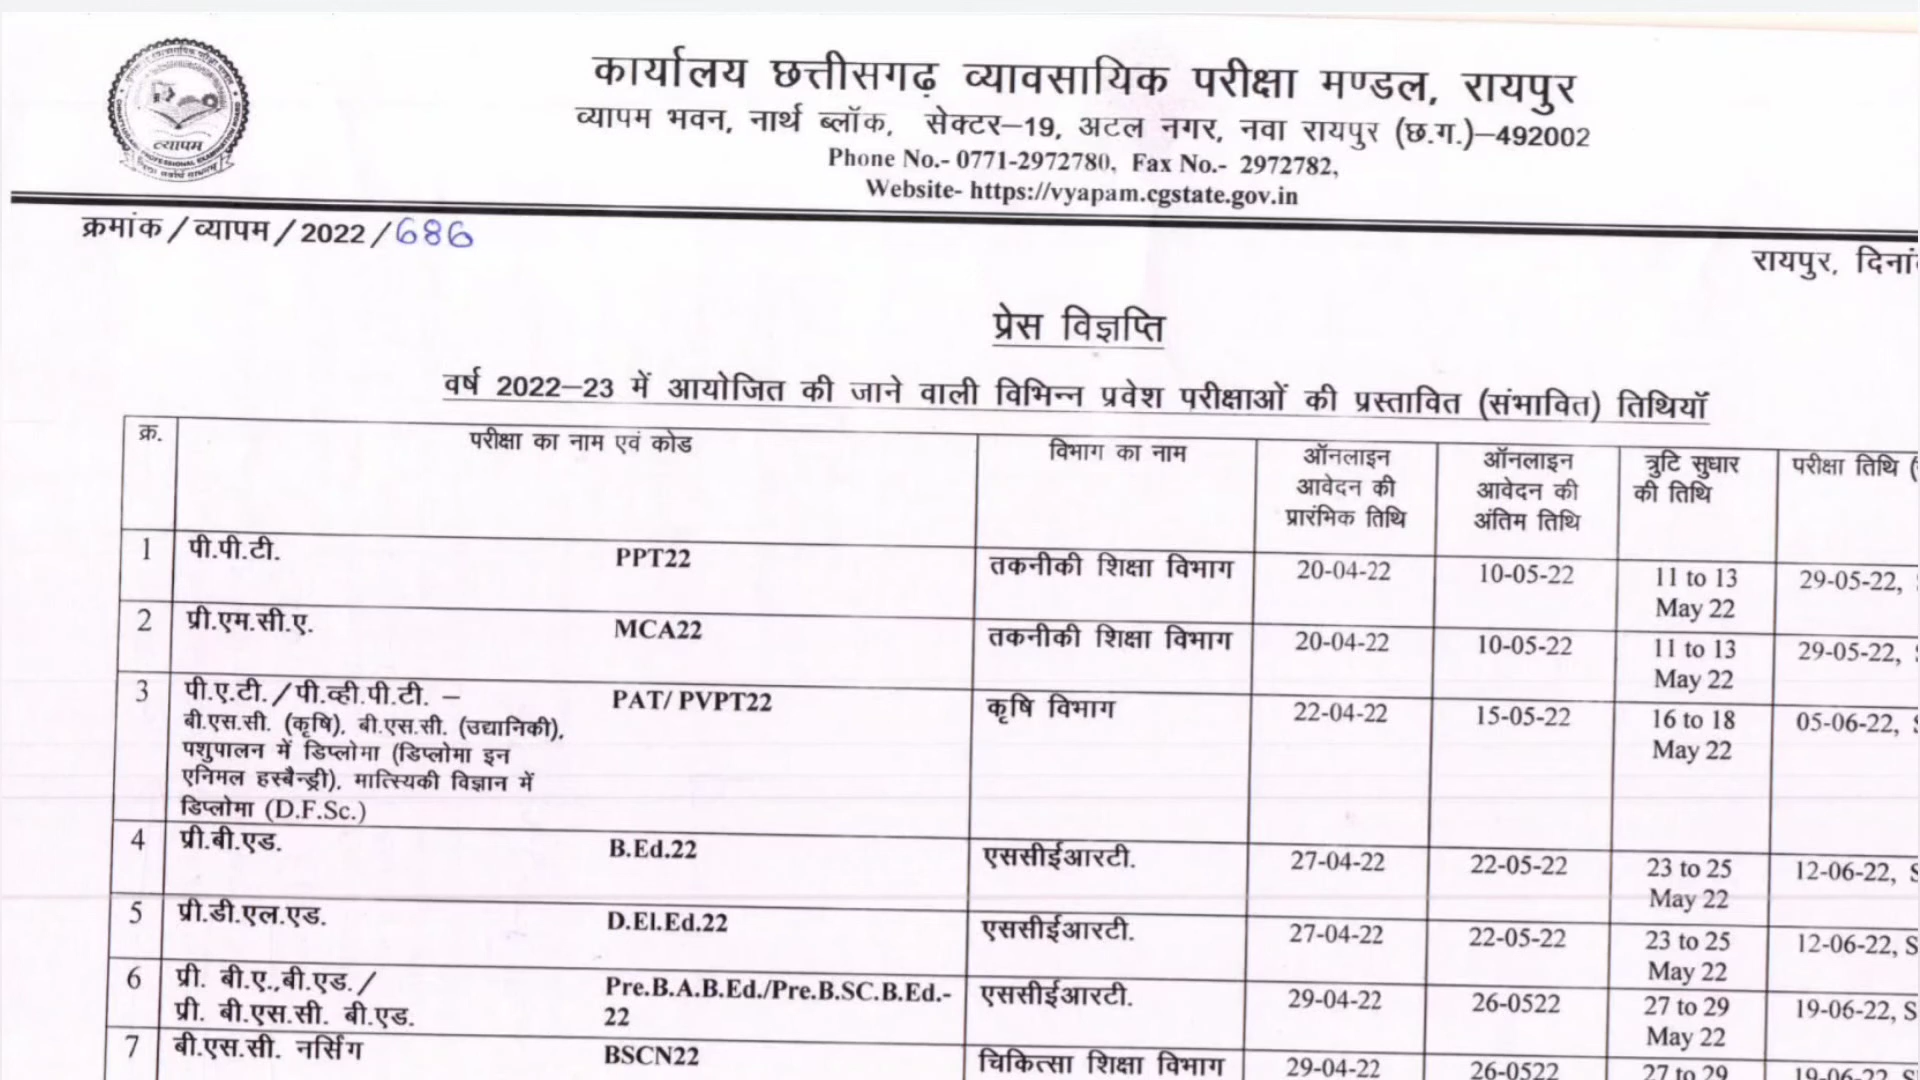 व्यापम
कार्यालय छत्तीसगढ़ व्यावसायिक परीक्षा मण्डल, रायपुर
व्यापम भवन, नार्थ ब्लॉक, सेक्टर–19, अटल नगर, नवा रायपुर (छ.ग.)–492002
Phone No.- 0771-2972780, Fax No.- 2972782,
Website- https://vyapam.cgstate.gov.in
क्रमांक / व्यापम / 2022 / 686
रायपुर, दिनां
प्रेस विज्ञप्ति
वर्ष 2022–23 में आयोजित की जाने वाली विभिन्न प्रवेश परीक्षाओं की प्रस्तावित (संभावित) तिथियॉ
क्र. परीक्षा का नाम एवं कोड विभाग का नाम ऑनलाइन ऑनलाइन त्रुटि सुधार परीक्षा तिथि (
आवेदन की आवेदन की की तिथि
प्रारंभिक तिथि अंतिम तिथि
1 पी.पी.टी. PPT22 तकनीकी शिक्षा विभाग 20-04-22 10-05-22 11 to 13 29-05-22,
May 22
2 प्री.एम.सी.ए. MCA22 तकनीकी शिक्षा विभाग 20-04-22 10-05-22 11 to 13 29-05-22,
May 22
3 पी.ए.टी. / पी.व्ही.पी.टी. – PAT/ PVPT22 कृषि विभाग 22-04-22 15-05-22 16 to 18 05-06-22,
बी.एस.सी. (कृषि), बी.एस.सी. (उद्यानिकी), May 22
पशुपालन में डिप्लोमा (डिप्लोमा इन
एनिमल हस्बैन्ड्री), मात्स्यिकी विज्ञान में
डिप्लोमा (D.F.Sc.)
4 प्री.बी.एड. B.Ed.22 एससीईआरटी. 27-04-22 22-05-22 23 to 25 12-06-22, S
May 22
5 प्री.डी.एल.एड. D.El.Ed.22 एससीईआरटी. 27-04-22 22-05-22 23 to 25 12-06-22, S
May 22
6 प्री. बी.ए.,बी.एड. / Pre.B.A.B.Ed./Pre.B.SC.B.Ed.- एससीईआरटी. 29-04-22 26-0522 27 to 29 19-06-22, S
प्री. बी.एस.सी. बी.एड. 22 May 22
7 बी.एस.सी. नर्सिंग BSCN22 चिकित्सा शिक्षा विभाग 29-04-22 26-0522 27 to 29 19-06-22 S